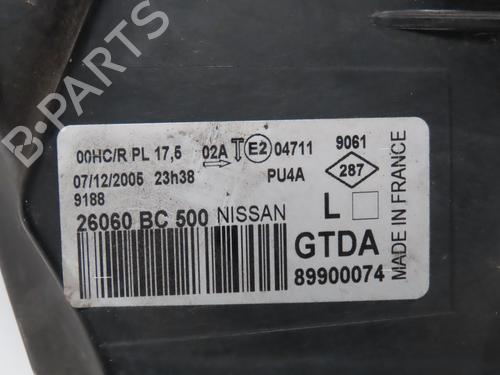 00HC/R PL 17,5 02A E2 04711 9061
07/12/2005 23h38 PU4A 287
9188
26060 BC 500 NISSAN L
GTDA
89900074
MADE IN FRANCE
B-PARTS